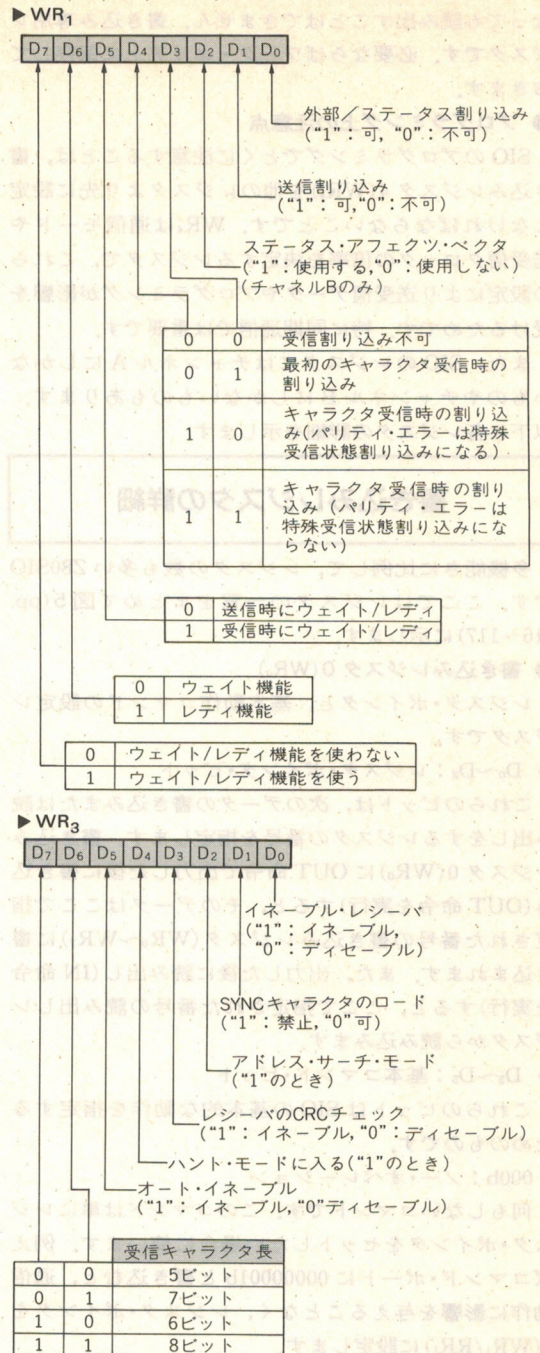 ▶WR₁
D₇ D₆ D₅ D₄ D₃ D₂ D₁ D₀
外部／ステータス割り込み
("1"：可, "0"：不可)
送信割り込み
("1"：可,"0"：不可)
ステータス・アフェクツ・ベクタ
("1"：使用する,"0"：使用しない)
(チャネルBのみ)
0 0 受信割り込み不可
0 1 最初のキャラクタ受信時の
割り込み
1 0 キャラクタ受信時の割り込
み(パリティ・エラーは特殊
受信状態割り込みになる)
1 1 キャラクタ受信時の割り
込み(パリティ・エラーは
特殊受信状態割り込みにな
らない)
0 送信時にウェイト/レディ
1 受信時にウェイト/レディ
0 ウェイト機能
1 レディ機能
0 ウェイト/レディ機能を使わない
1 ウェイト/レディ機能を使う
▶WR₃
D₇ D₆ D₅ D₄ D₃ D₂ D₁ D₀
イネーブル・レシーバ
("1"：イネーブル,
"0"：ディセーブル)
SYNCキャラクタのロード
("1"：禁止, "0"可)
アドレス・サーチ・モード
("1"のとき)
レシーバのCRCチェック
("1"：イネーブル, "0"：ディセーブル)
ハント・モードに入る("1"のとき)
オート・イネーブル
("1"：イネーブル, "0"ディセーブル)
受信キャラクタ長
0 0 5ビット
0 1 7ビット
1 0 6ビット
1 1 8ビット